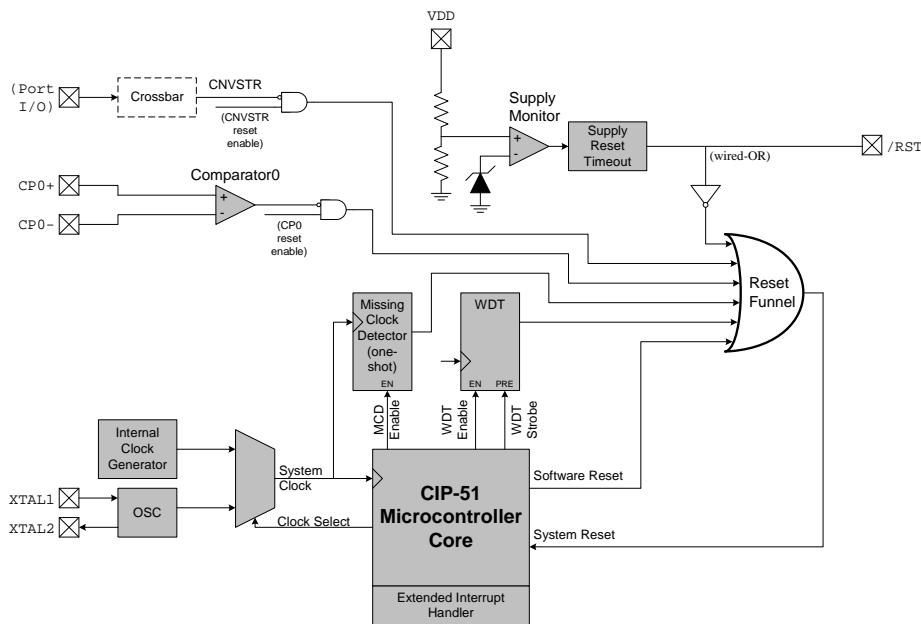 VDD
(Port
I/O)
Crossbar
CNVSTR
(CNVSTR
reset
enable)
Supply
Monitor
+
-
Supply
Reset
Timeout
(wired-OR)
/RST
CP0+
CP0-
Comparator0
+
-
(CP0
reset
enable)
Reset
Funnel
Missing
Clock
Detector
(one-
shot)
EN
WDT
EN
PRE
MCD
Enable
WDT
Enable
WDT
Strobe
Internal
Clock
Generator
System
Clock
XTAL1
XTAL2
OSC
Clock Select
CIP-51
Microcontroller
Core
Software Reset
System Reset
Extended Interrupt
Handler